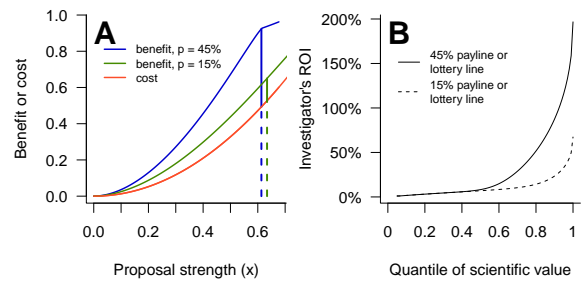 A
benefit, p = 45%
benefit, p = 15%
cost
Benefit or cost
1.0
0.8
0.6
0.4
0.2
0.0
0.0
0.2
0.4
0.6
Proposal strength (x)
B
45% payline or
lottery line
15% payline or
lottery line
Investigator's ROI
200%
150%
100%
50%
0%
0
0.2
0.4
0.6
0.8
1
Quantile of scientific value